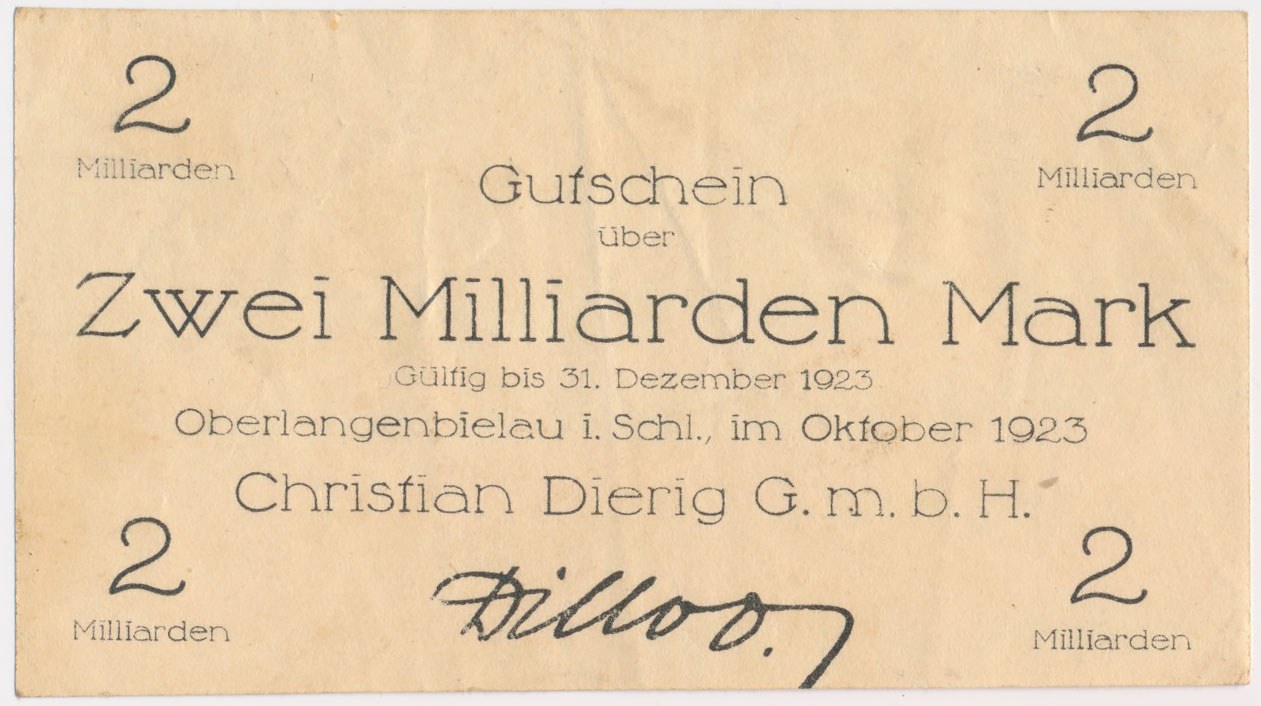 2
Milliarden
2
Milliarden
Gutschein
über
Zwei Milliarden Mark
Gültig bis 31. Dezember 1923
Oberlangenbielau i. Schl., im Oktober 1923
Christian Dierig G. m. b. H.
2
Milliarden
2
Milliarden